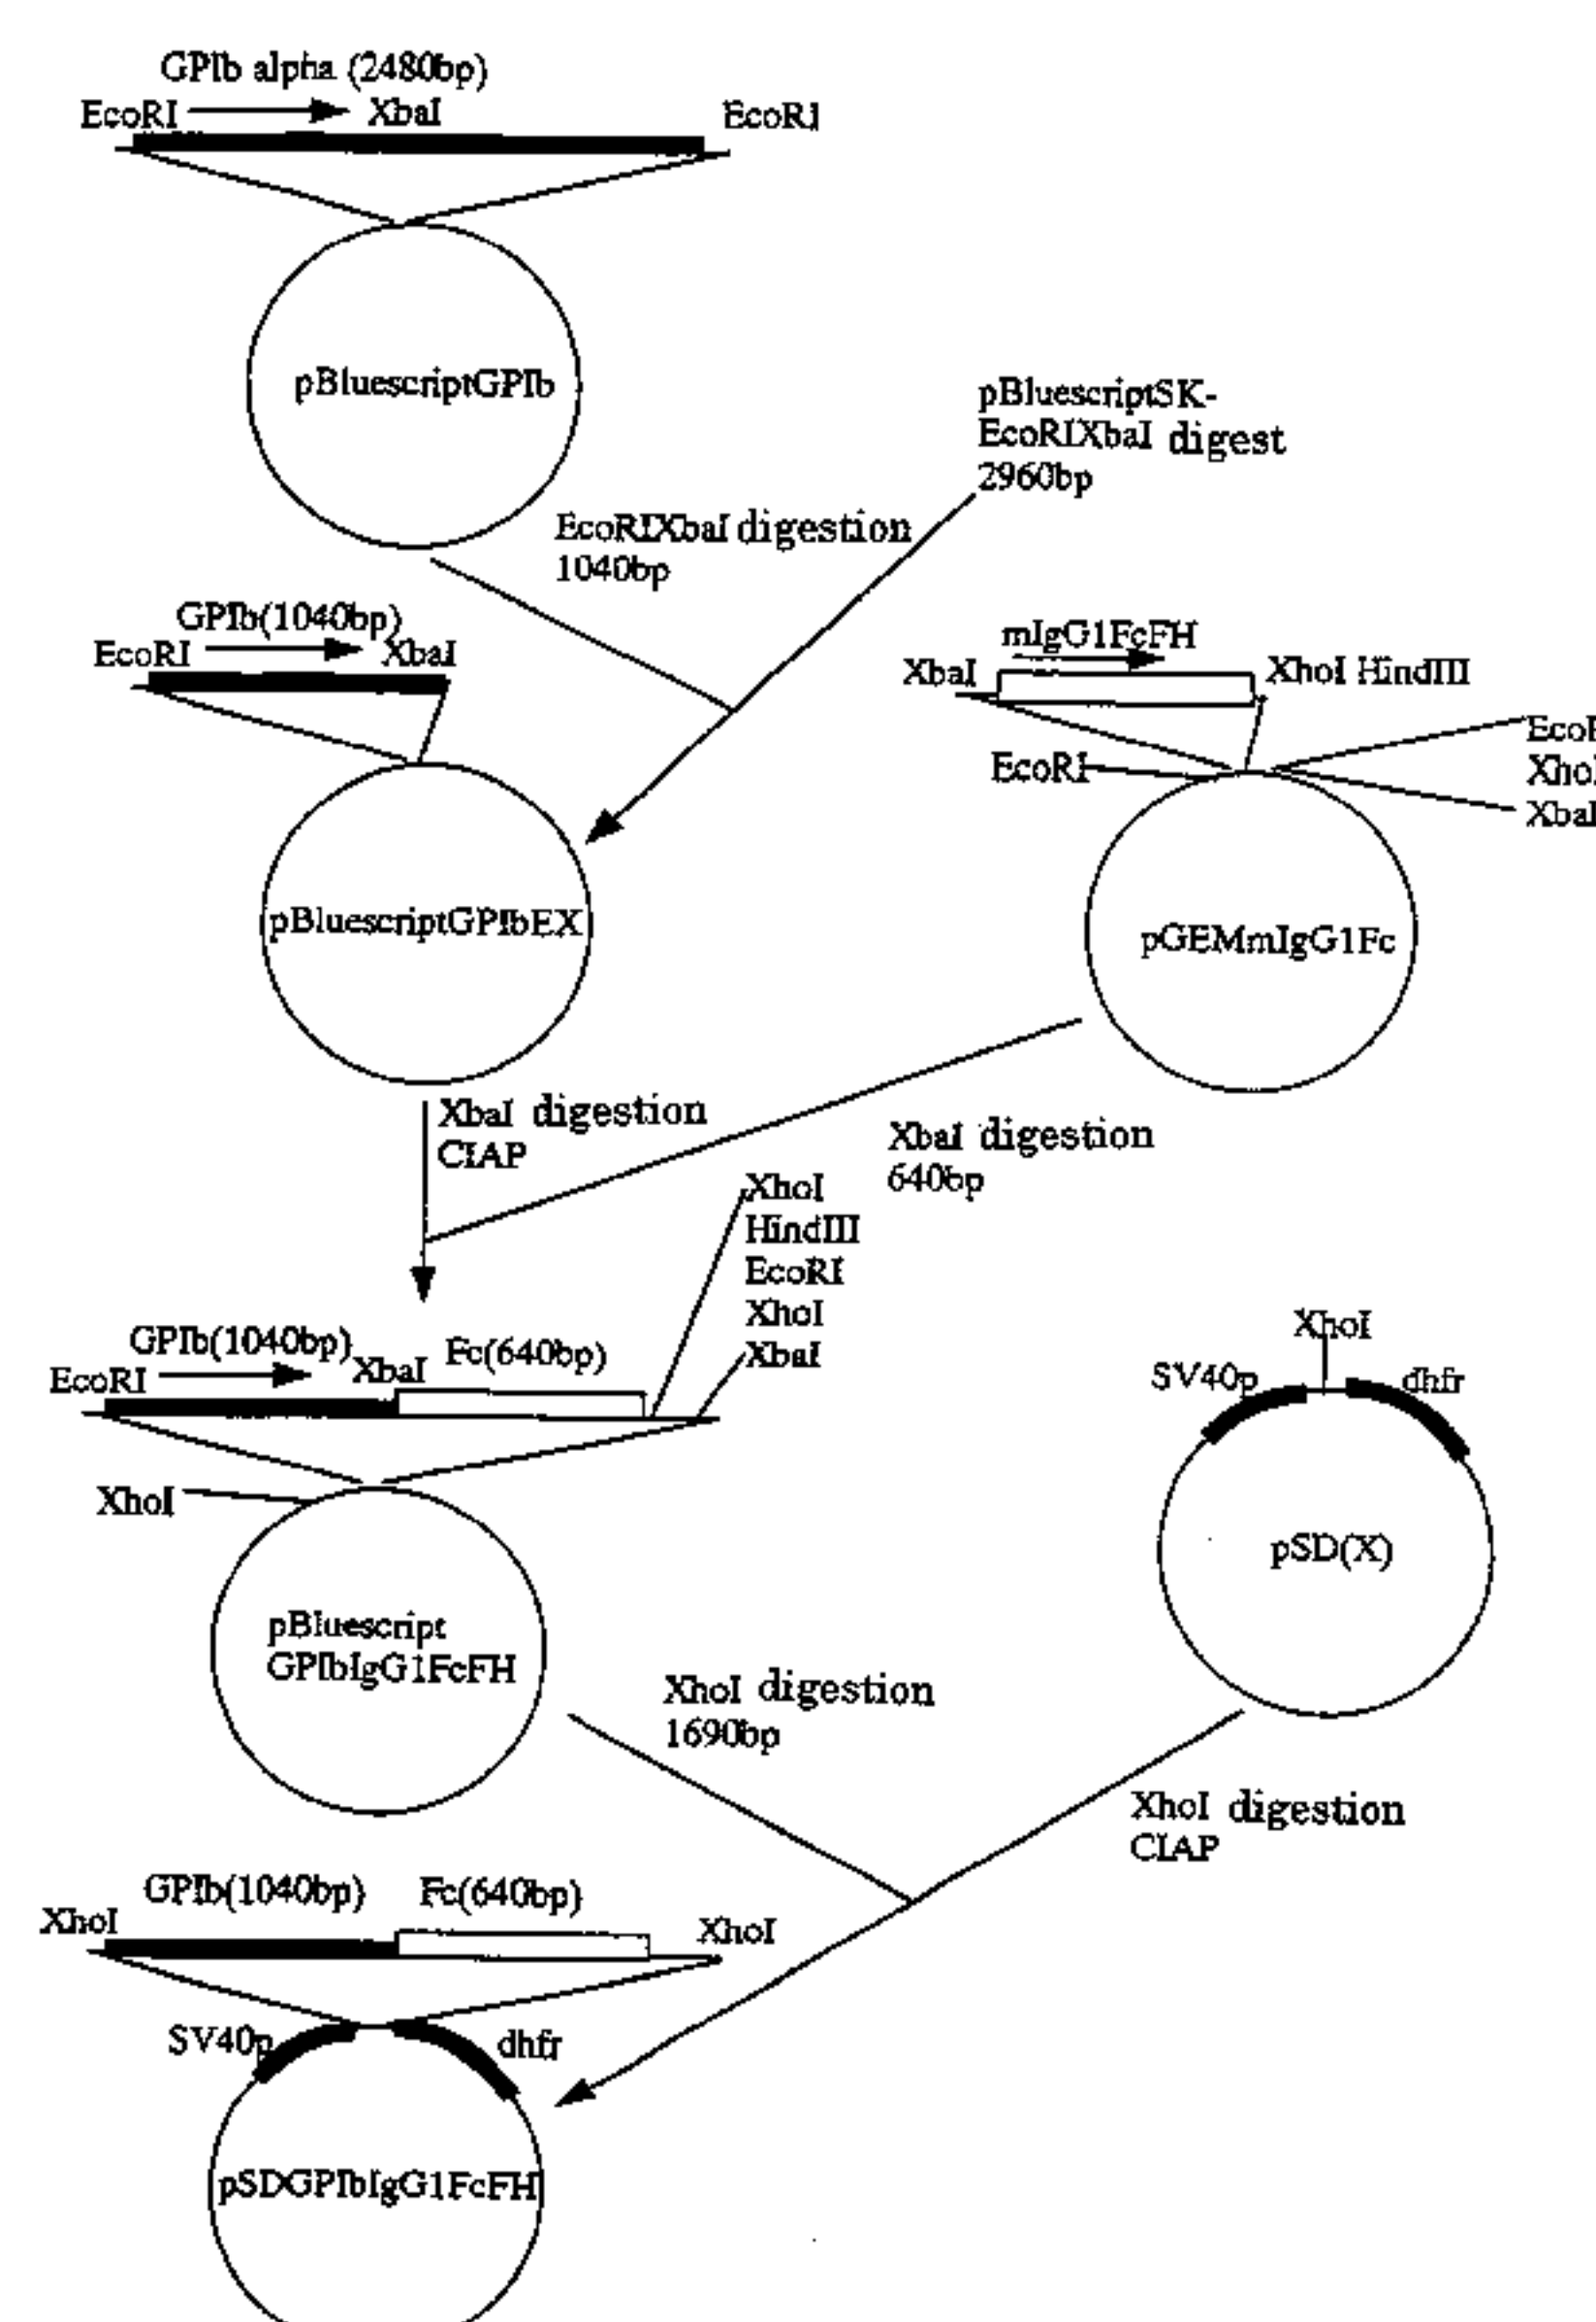 GPIb alpha (2480bp)
EcoRI XbaI EcoRI
pBluescriptGPIb
pBluescriptSK-
EcoRIXbaI digest
2960bp
EcoRIXbaI digestion
1040bp
GPIb(1040bp)
EcoRI XbaI
mIgG1FcFH
XbaI XhoI HindIII
EcoRI
XhoI
XbaI
pBluescriptGPIbEX
pGEMmIgG1Fc
XbaI digestion
CIAP
XbaI digestion
640bp
XhoI
HindIII
EcoRI
XhoI
XbaI
GPIb(1040bp) Fc(640bp)
EcoRI XbaI
XhoI
pBluescript
GPIbIgG1FcFH
XhoI
SV40p dhfr
pSD(X)
XhoI digestion
1690bp
XhoI digestion
CIAP
GPIb(1040bp) Fc(640bp)
XhoI XhoI
SV40p dhfr
pSDGPIbIgG1FcFH